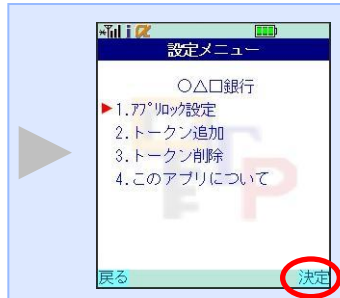 設定メニュー
○△□銀行
1.ｱﾌﾟﾘﾛｯｸ設定
2.トークン追加
3.トークン削除
4.このアプリについて
戻る 決定